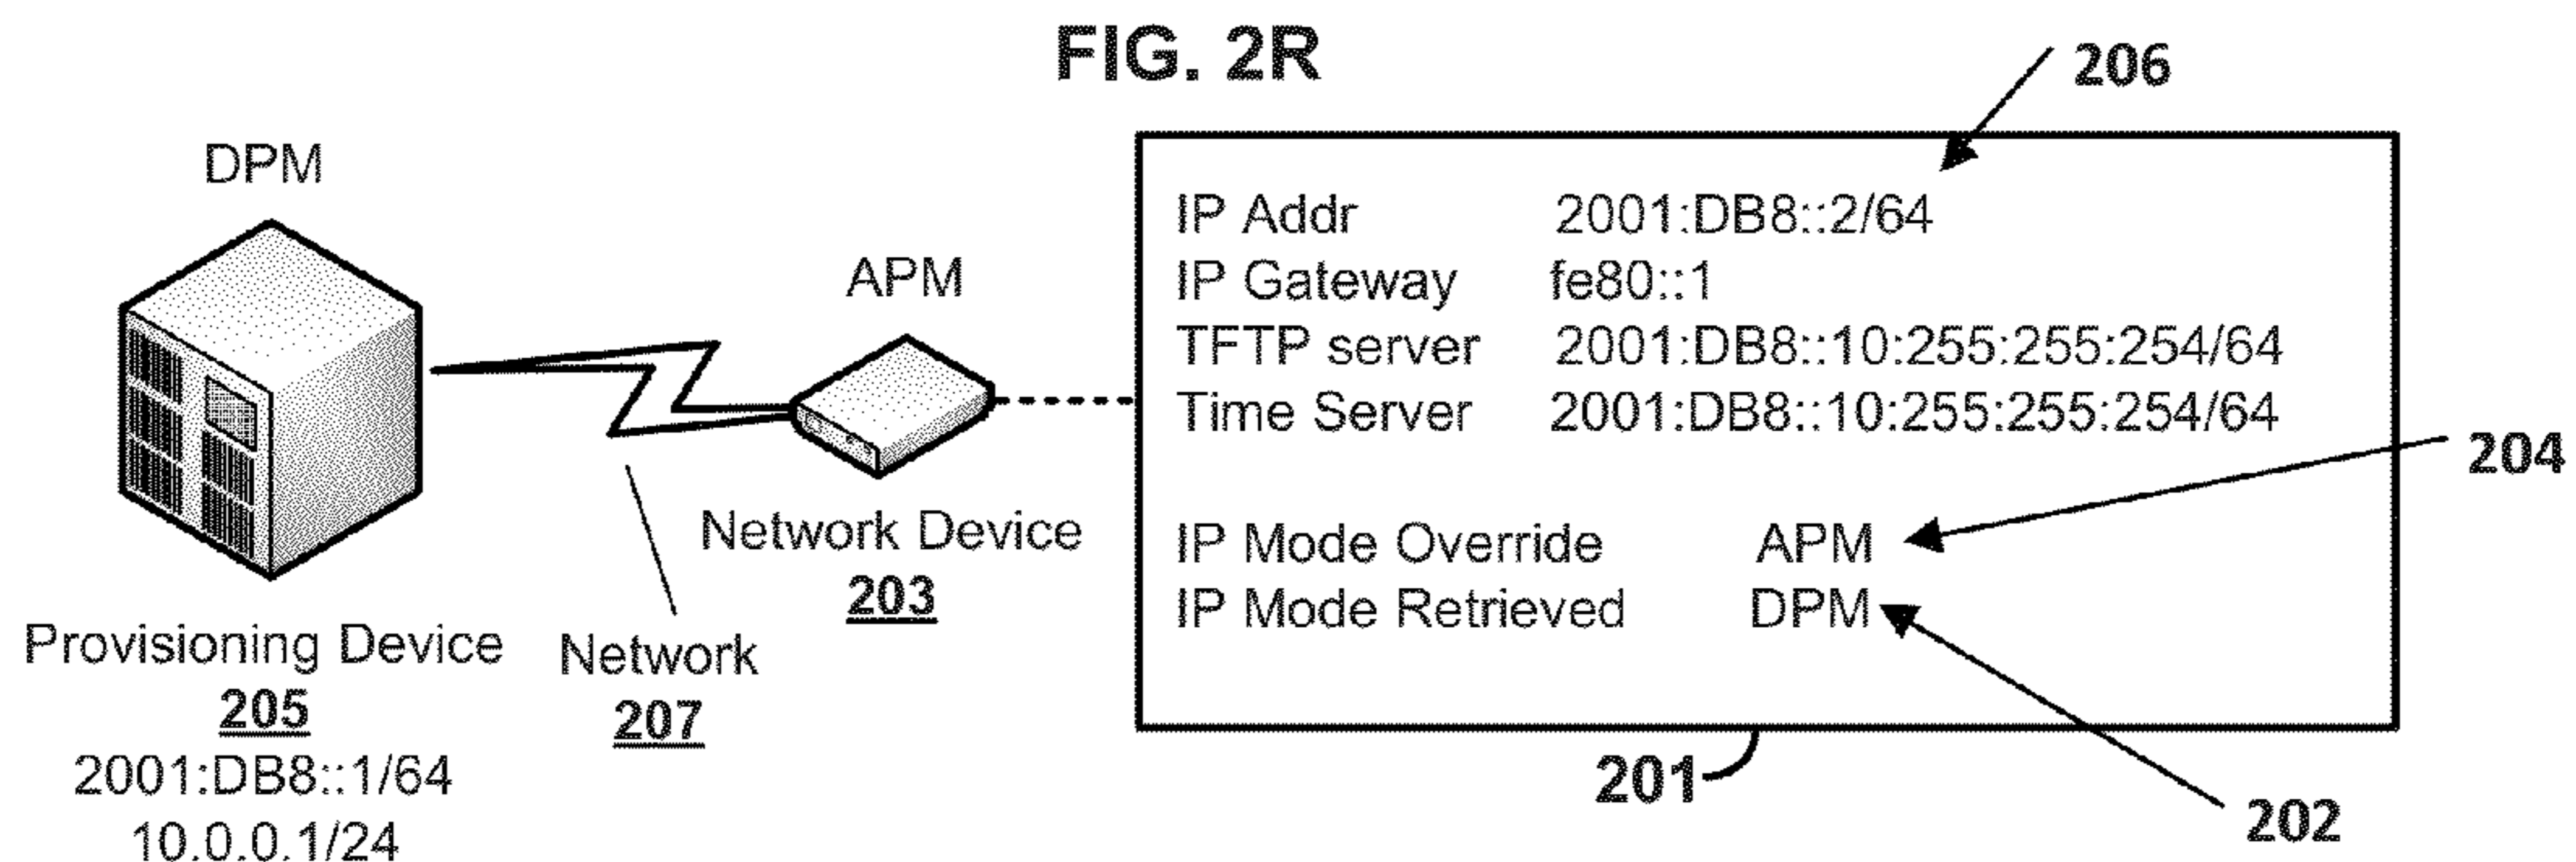 FIG. 2R
206
DPM
APM
IP Addr 2001:DB8::2/64
IP Gateway fe80::1
TFTP server 2001:DB8::10:255:255:254/64
Time Server 2001:DB8::10:255:255:254/64
204
IP Mode Override APM
IP Mode Retrieved DPM
Network Device
203
Provisioning Device
205
2001:DB8::1/64
10.0.0.1/24
Network
207
201
202